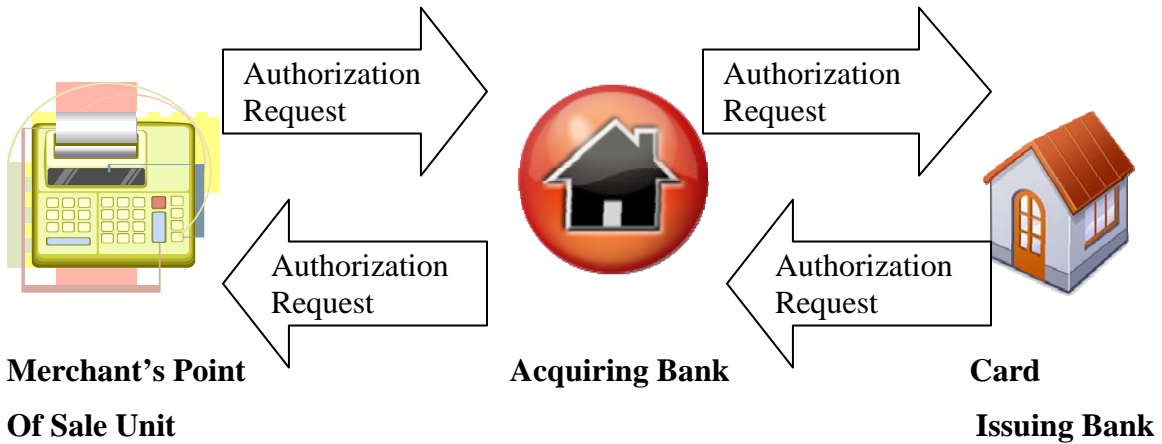 Authorization
Request
Authorization
Request
Authorization
Request
Authorization
Request
Merchant’s Point
Of Sale Unit
Acquiring Bank
Card
Issuing Bank